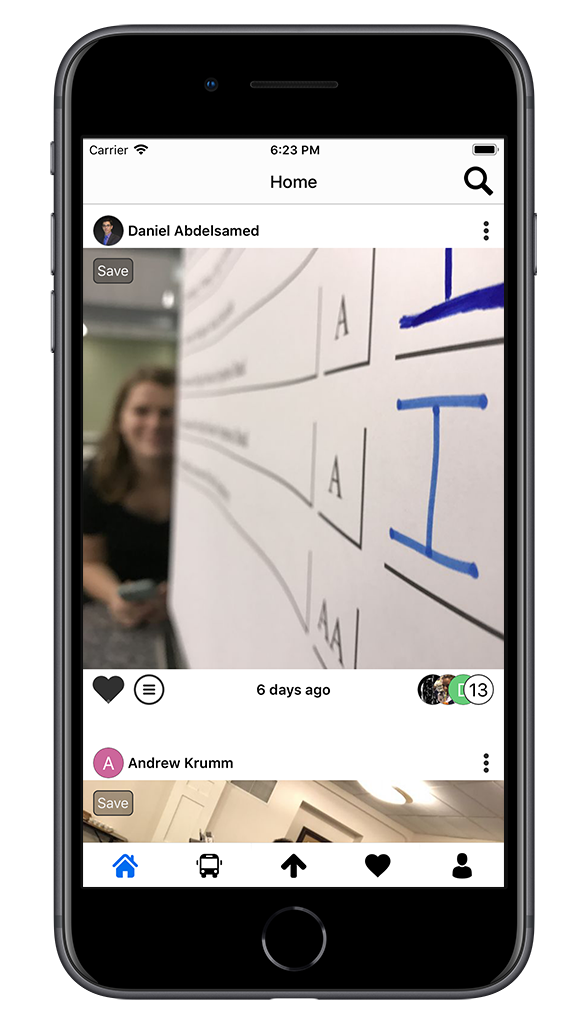 Carrier 6:23 PM
Home
Daniel Abdelsamed
Save
A
I
A
AA
6 days ago
D 13
A Andrew Krumm
Save